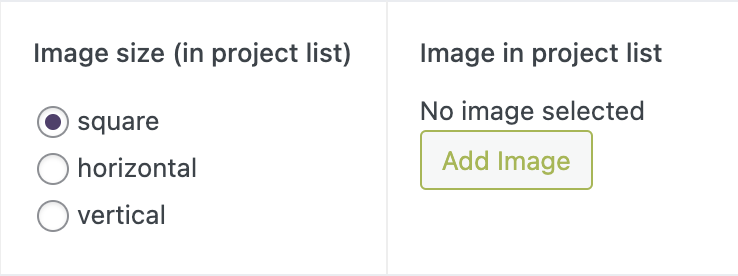 Image size (in project list)
square
horizontal
vertical
Image in project list
No image selected
Add Image